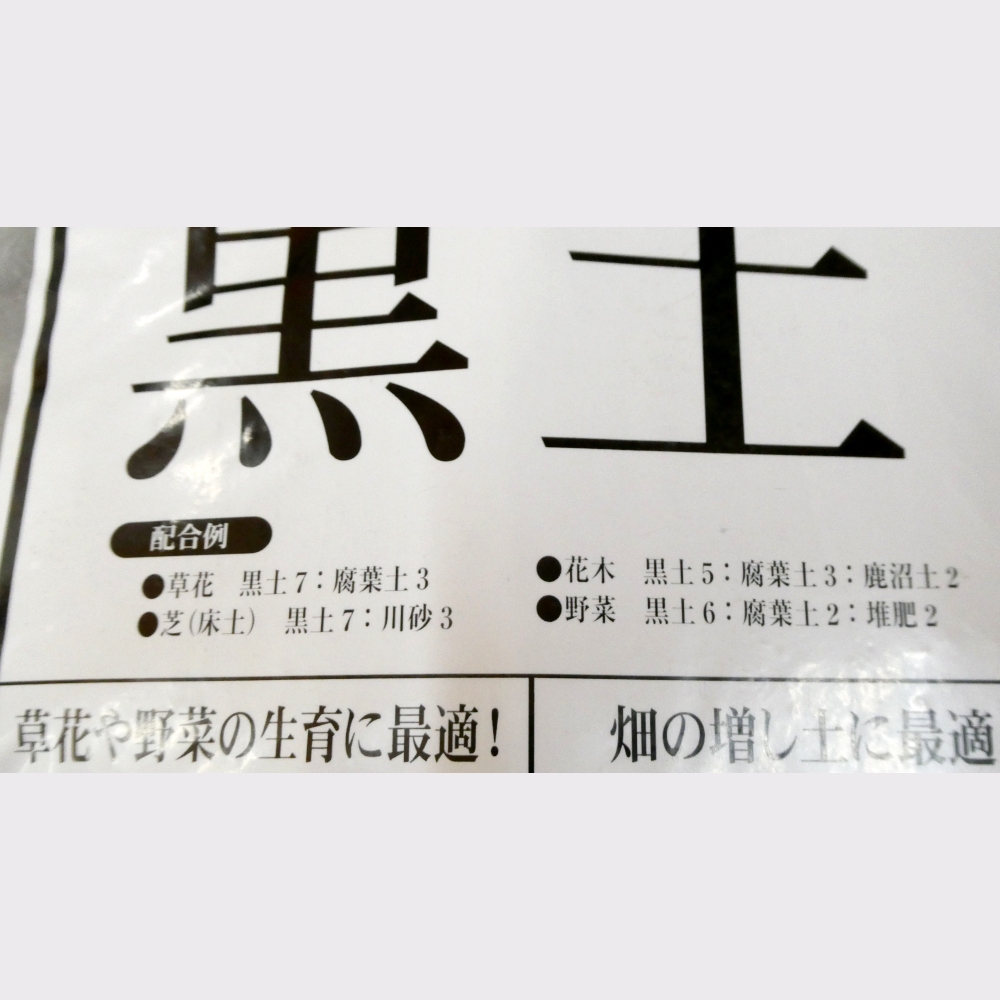 黒土
配合例
●草花 黒土7：腐葉土3
●芝（床土） 黒土7：川砂3
●花木 黒土5：腐葉土3：鹿沼土2
●野菜 黒土6：腐葉土2：堆肥2
草花や野菜の生育に最適！
畑の増し土に最適